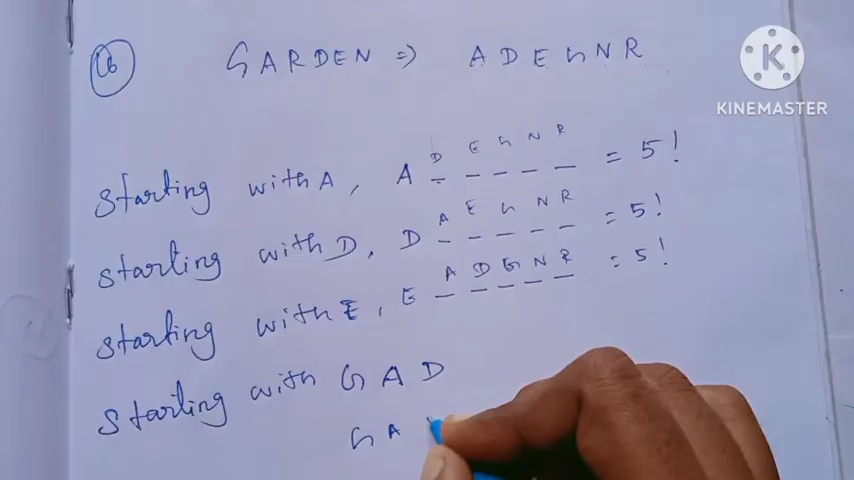 16 GARDEN => ADEGNR
D E G N R
Starting with A, A _ _ _ _ _ = 5!
A E G N R
Starting with D, D _ _ _ _ _ = 5!
A D G N R
Starting with E, E _ _ _ _ _ = 5!
Starting with G A D
G A
K
KINEMASTER